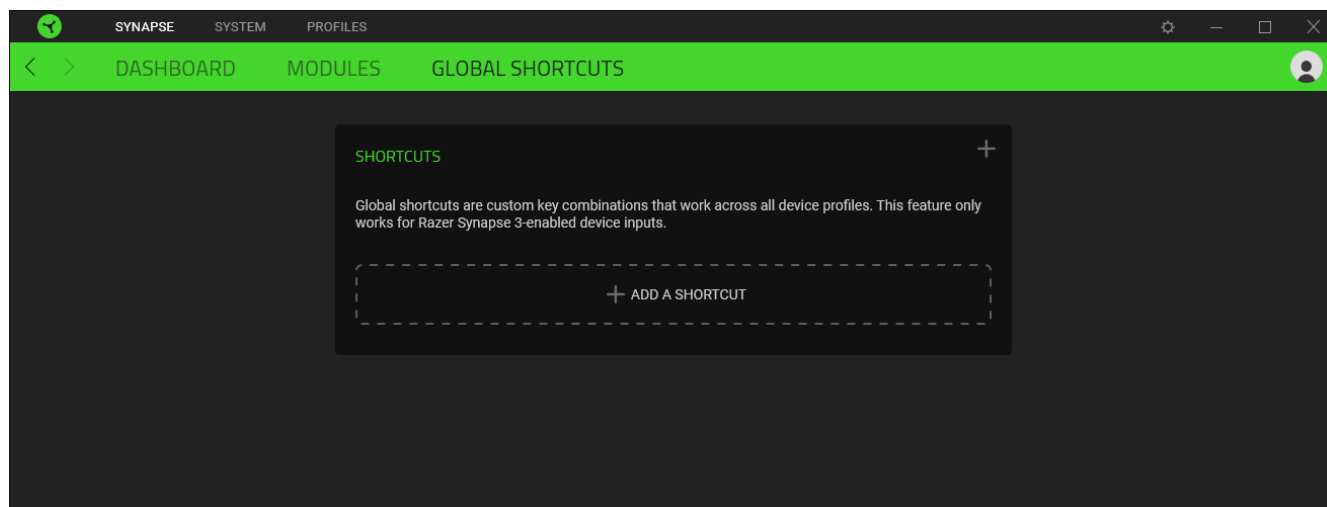 SYNAPSE SYSTEM PROFILES
DASHBOARD MODULES GLOBAL SHORTCUTS
SHORTCUTS
Global shortcuts are custom key combinations that work across all device profiles. This feature only
works for Razer Synapse 3-enabled device inputs.
ADD A SHORTCUT